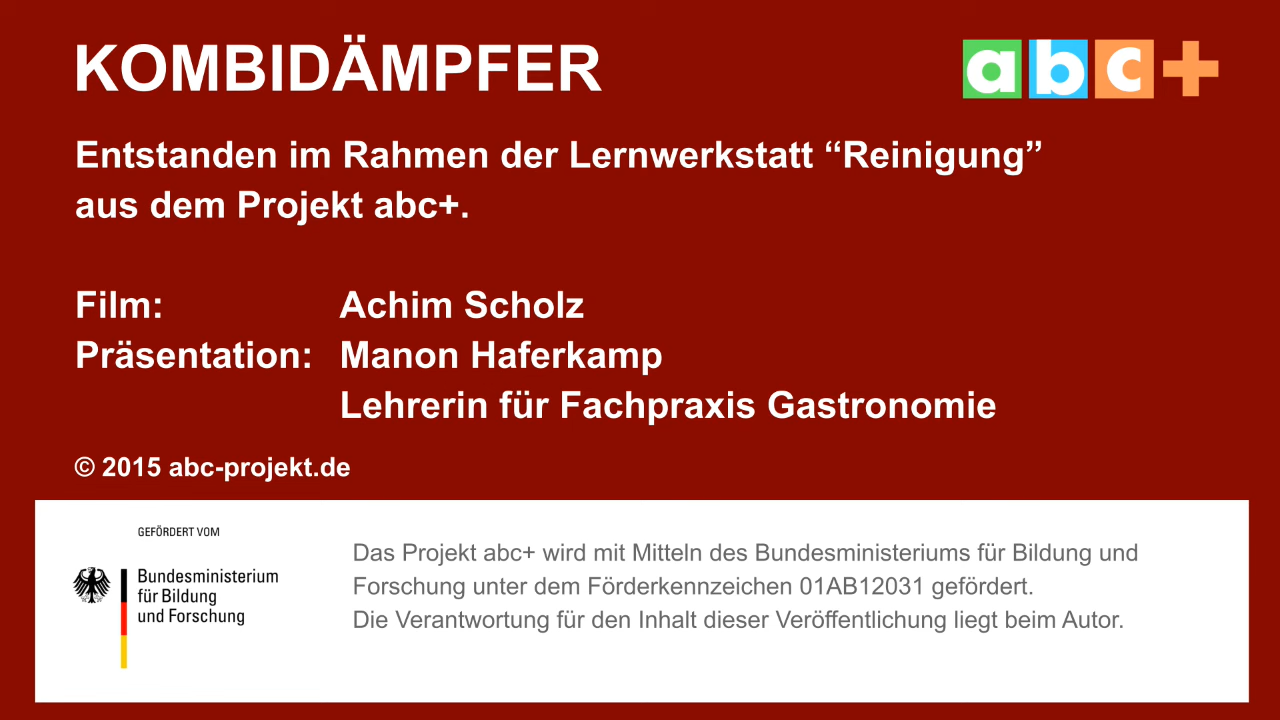 KOMBIDÄMPFER
abc+
Entstanden im Rahmen der Lernwerkstatt “Reinigung”
aus dem Projekt abc+.
Film: Achim Scholz
Präsentation: Manon Haferkamp
Lehrerin für Fachpraxis Gastronomie
© 2015 abc-projekt.de
GEFÖRDERT VOM
Bundesministerium
für Bildung
und Forschung
Das Projekt abc+ wird mit Mitteln des Bundesministeriums für Bildung und
Forschung unter dem Förderkennzeichen 01AB12031 gefördert.
Die Verantwortung für den Inhalt dieser Veröffentlichung liegt beim Autor.